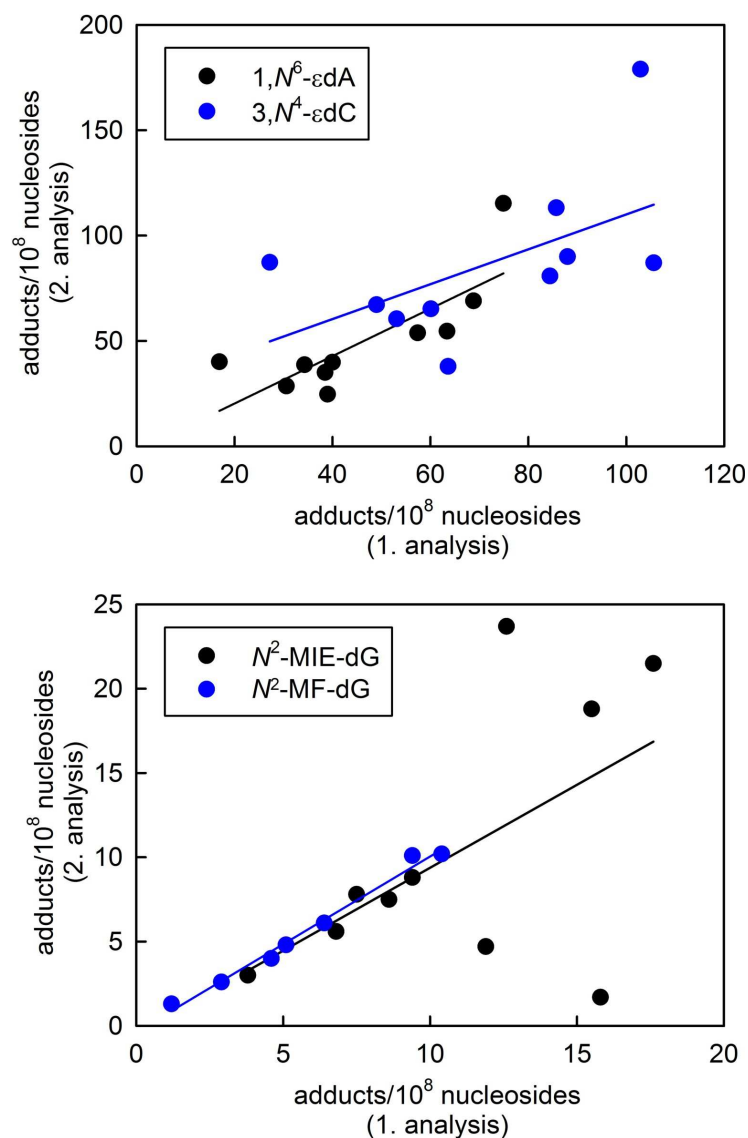 200
150
100
50
0
adducts/10⁸ nucleosides
(2. analysis)
1,N⁶-εdA
3,N⁴-εdC
0 20 40 60 80 100 120
adducts/10⁸ nucleosides
(1. analysis)
25
20
15
10
5
0
adducts/10⁸ nucleosides
(2. analysis)
N²-MIE-dG
N²-MF-dG
0 5 10 15 20
adducts/10⁸ nucleosides
(1. analysis)